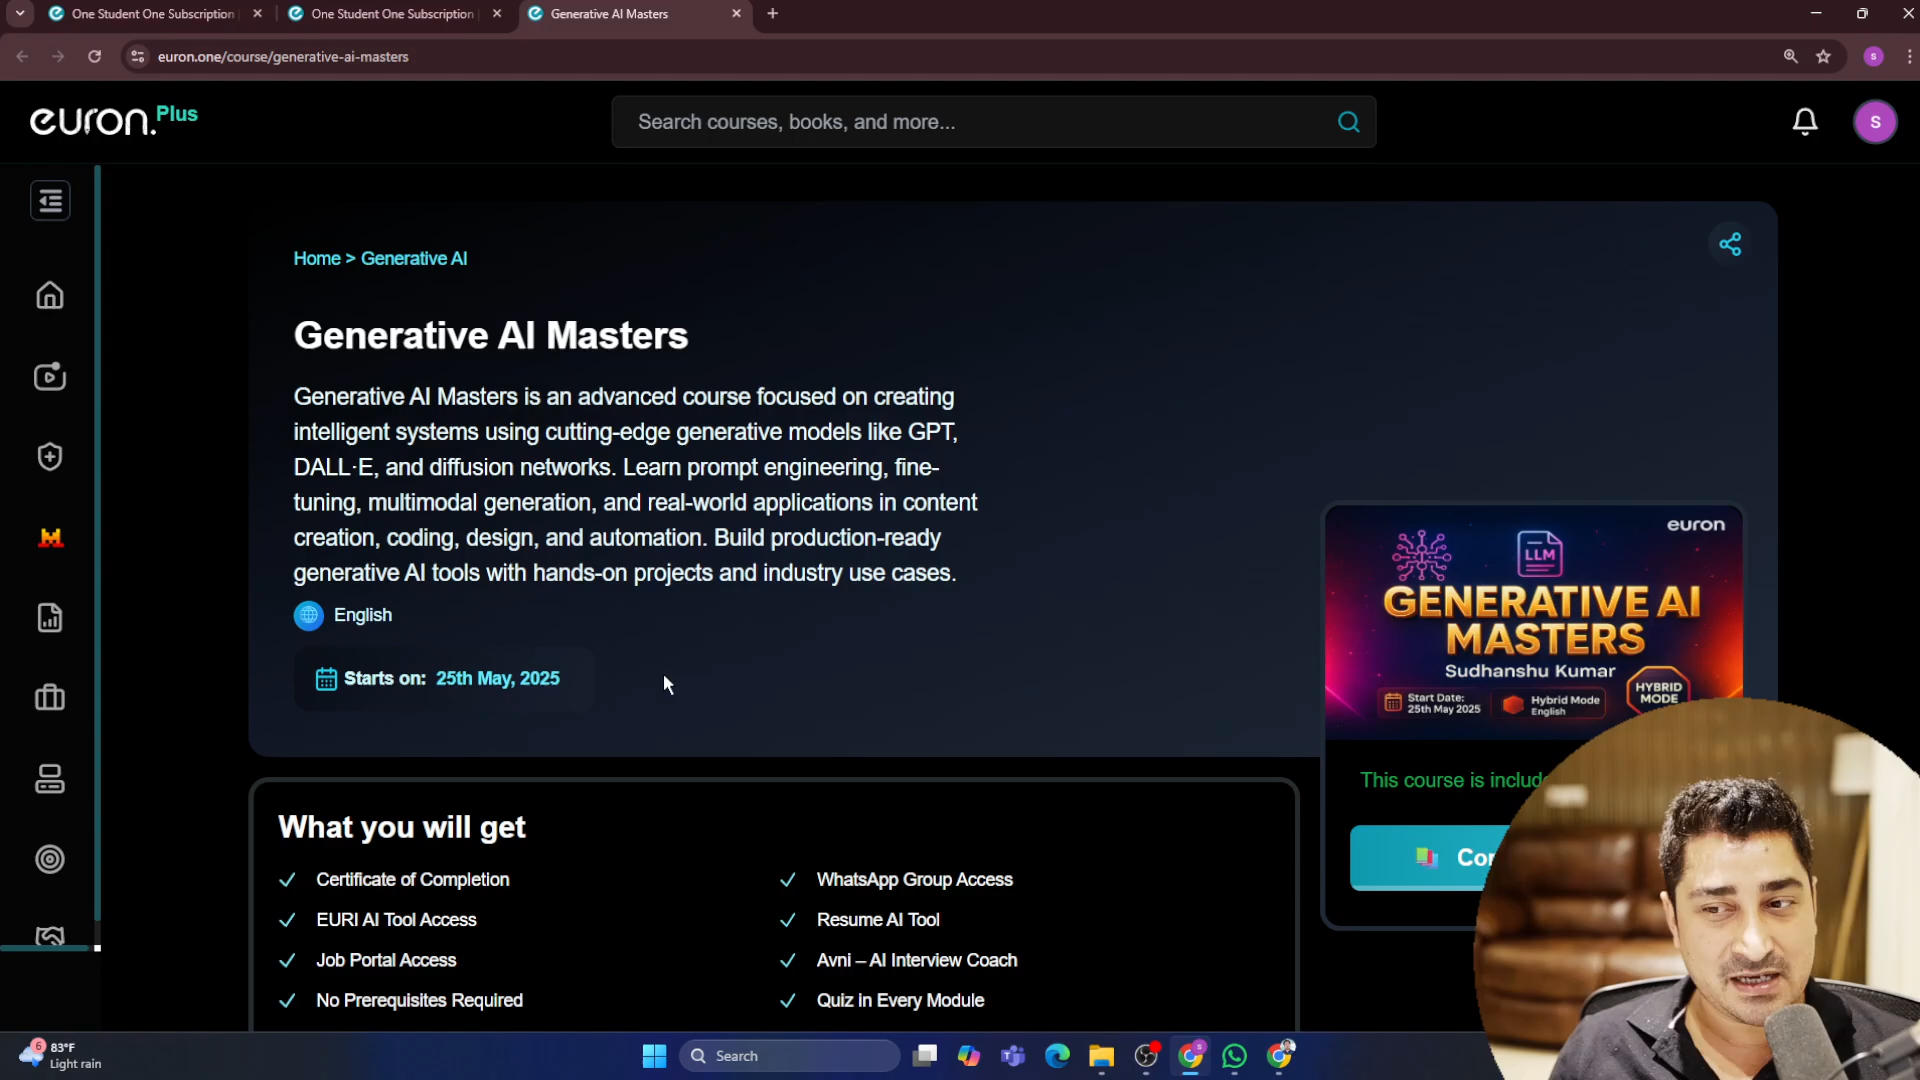 One Student One Subscription
One Student One Subscription
Generative AI Masters
euron.one/course/generative-ai-masters
S
euron.Plus
Search courses, books, and more...
S
Home > Generative AI
Generative AI Masters
Generative AI Masters is an advanced course focused on creating
intelligent systems using cutting-edge generative models like GPT,
DALL·E, and diffusion networks. Learn prompt engineering, fine-
tuning, multimodal generation, and real-world applications in content
creation, coding, design, and automation. Build production-ready
generative AI tools with hands-on projects and industry use cases.
English
Starts on: 25th May, 2025
euron
LLM
GENERATIVE AI
MASTERS
Sudhanshu Kumar
Start Date:
25th May 2025
Hybrid Mode
English
HYBRID
MODE
This course is includ
Con
What you will get
Certificate of Completion
WhatsApp Group Access
EURI AI Tool Access
Resume AI Tool
Job Portal Access
Avni – AI Interview Coach
No Prerequisites Required
Quiz in Every Module
6
83°F
Light rain
Search